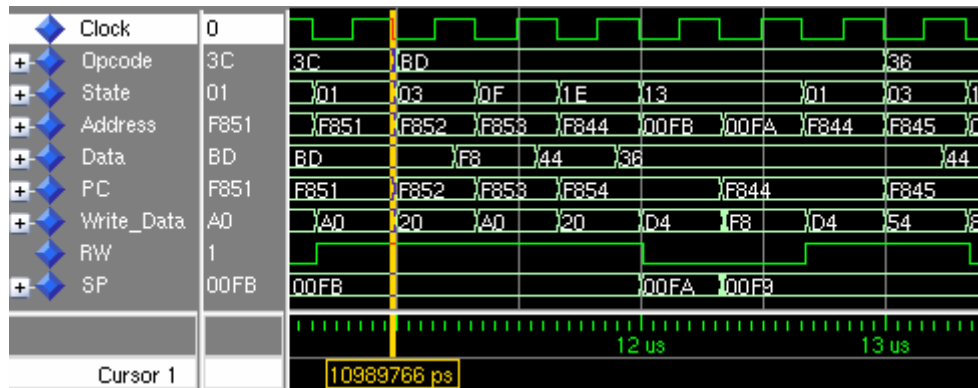 Clock 0
Opcode 3C 3C BD 36
State 01 01 03 0F 1E 13 01 03 1
Address F851 F851 F852 F853 F844 00FB 00FA F844 F845 0
Data BD BD F8 44 36 44
PC F851 F851 F852 F853 F854 F844 F845
Write_Data A0 A0 20 A0 20 D4 F8 D4 54 8
RW 1
SP 00FB 00FB 00FA 00F9
12 us 13 us
Cursor 1 10989766 ps